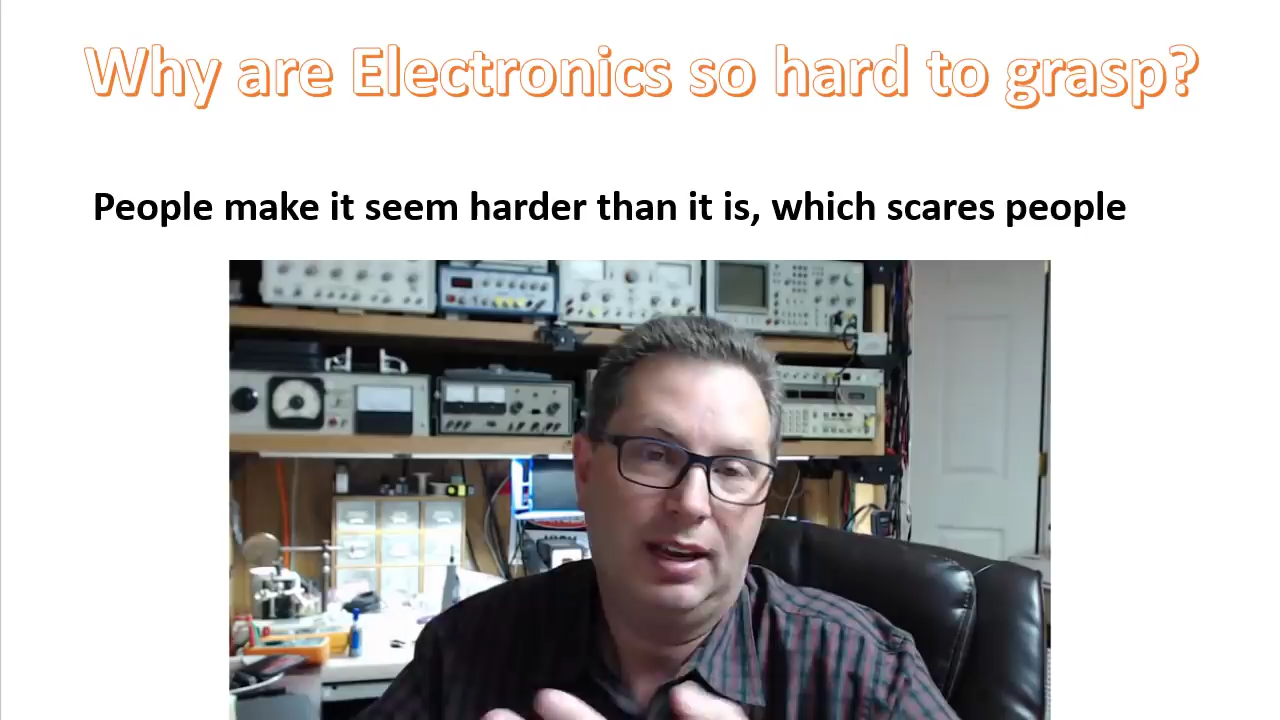 Why are Electronics so hard to grasp?
People make it seem harder than it is, which scares people